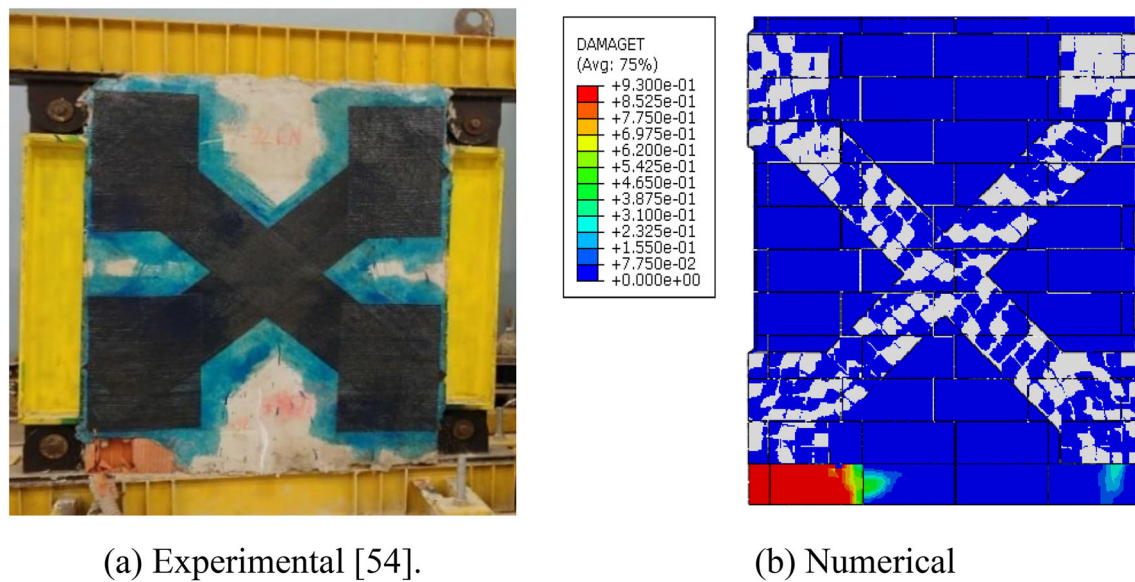 DAMAGET
(Avg: 75%)
+9.300e-01
+8.525e-01
+7.750e-01
+6.975e-01
+6.200e-01
+5.425e-01
+4.650e-01
+3.875e-01
+3.100e-01
+2.325e-01
+1.550e-01
+7.750e-02
+0.000e+00
(a) Experimental [54].
(b) Numerical